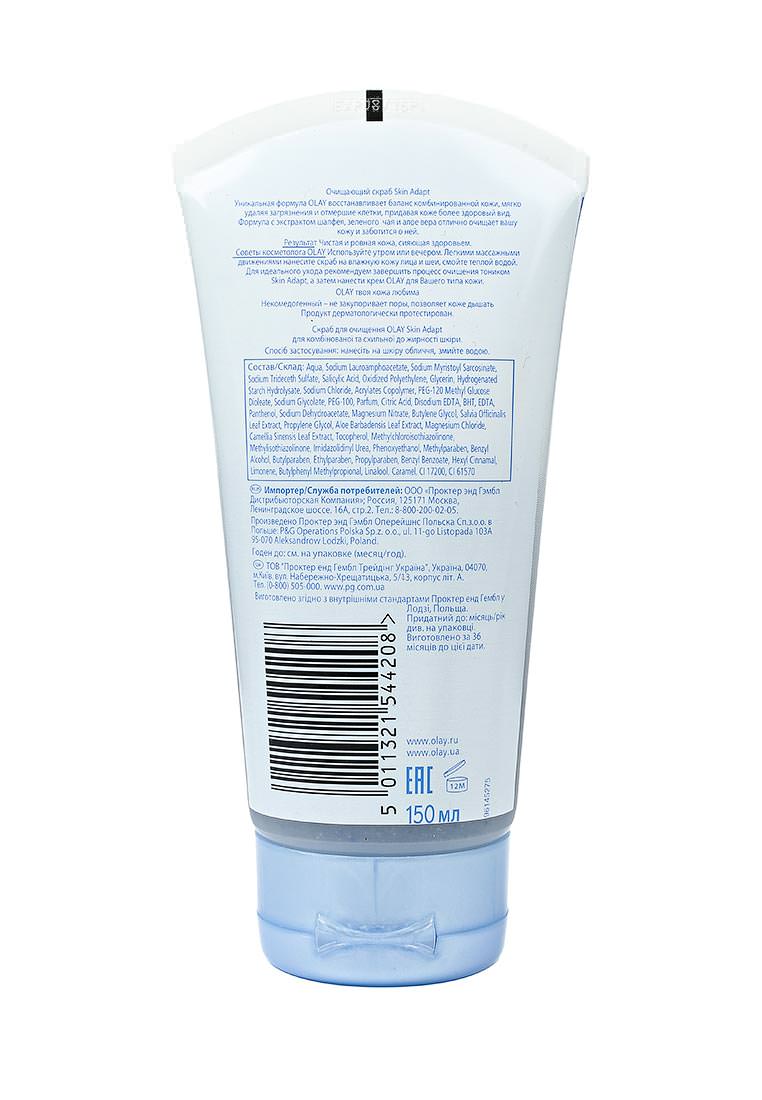 Очищающий скраб Skin Adapt
Уникальная формула OLAY восстанавливает баланс комбинированной кожи, мягко
удаляя загрязнения и отмершие клетки, придавая коже более здоровый вид.
Формула с экстрактом шалфея, зеленого чая и алое вера отлично очищает вашу
кожу и заботится о ней.
Результат Чистая и ровная кожа, сияющая здоровьем.
Советы косметолога OLAY Используйте утром или вечером. Легкими массажными
движениями нанесите скраб на влажную кожу лица и шеи, смойте теплой водой.
Для идеального ухода рекомендуем завершить процесс очищения тоником
Skin Adapt, а затем нанести крем OLAY для Вашего типа кожи.
OLAY твоя кожа любима
Некомедогенный – не закупоривает поры, позволяет коже дышать
Продукт дерматологически протестирован.
Скраб для очищення OLAY Skin Adapt
для комбінованої та схильної до жирності шкіри.
Спосіб застосування: нанесіть на шкіру обличчя, змийте водою.
Состав/Склад: Aqua, Sodium Lauroamphoacetate, Sodium Myristoyl Sarcosinate,
Sodium Trideceth Sulfate, Salicylic Acid, Oxidized Polyethylene, Glycerin, Hydrogenated
Starch Hydrolysate, Sodium Chloride, Acrylates Copolymer, PEG-120 Methyl Glucose
Dioleate, Sodium Glycolate, PEG-100, Parfum, Citric Acid, Disodium EDTA, BHT, EDTA,
Panthenol, Sodium Dehydroacetate, Magnesium Nitrate, Butylene Glycol, Salvia Officinalis
Leaf Extract, Propylene Glycol, Aloe Barbadensis Leaf Extract, Magnesium Chloride,
Camellia Sinensis Leaf Extract, Tocopherol, Methylchloroisothiazolinone,
Methylisothiazolinone, Imidazolidinyl Urea, Phenoxyethanol, Methylparaben, Benzyl
Alcohol, Butylparaben, Ethylparaben, Propylparaben, Benzyl Benzoate, Hexyl Cinnamal,
Limonene, Butylphenyl Methylpropional, Linalool, Caramel, CI 17200, CI 61570
Импортер/Служба потребителей: ООО «Проктер энд Гэмбл
Дистрибьюторская Компания»; Россия, 125171 Москва,
Ленинградское шоссе. 16А, стр.2. Тел.: 8-800-200-02-05.
Произведено Проктер энд Гэмбл Оперейшнс Польска Сп.з.о.о. в
Польше: P&G Operations Polska Sp.z. o.o., ul. 11-go Listopada 103A
95-070 Aleksandrow Lodzki, Poland.
Годен до: см. на упаковке (месяц/год).
ТОВ "Проктер енд Гембл Трейдінг Україна", Україна, 04070,
м.Київ, вул. Набережно-Хрещатицька, 5/13, корпус літ. А.
Тел. (0-800) 505-000. www.pg.com.ua
Виготовлено згідно з внутрішніми стандартами Проктер енд Гембл у
Лодзі, Польща.
Придатний до: місяць/рік
див. на упаковці.
Виготовлено за 36
місяців до цієї дати.
5 011321 544208 >
www.olay.ru
www.olay.ua
EAC
12M
96145275
150 мл